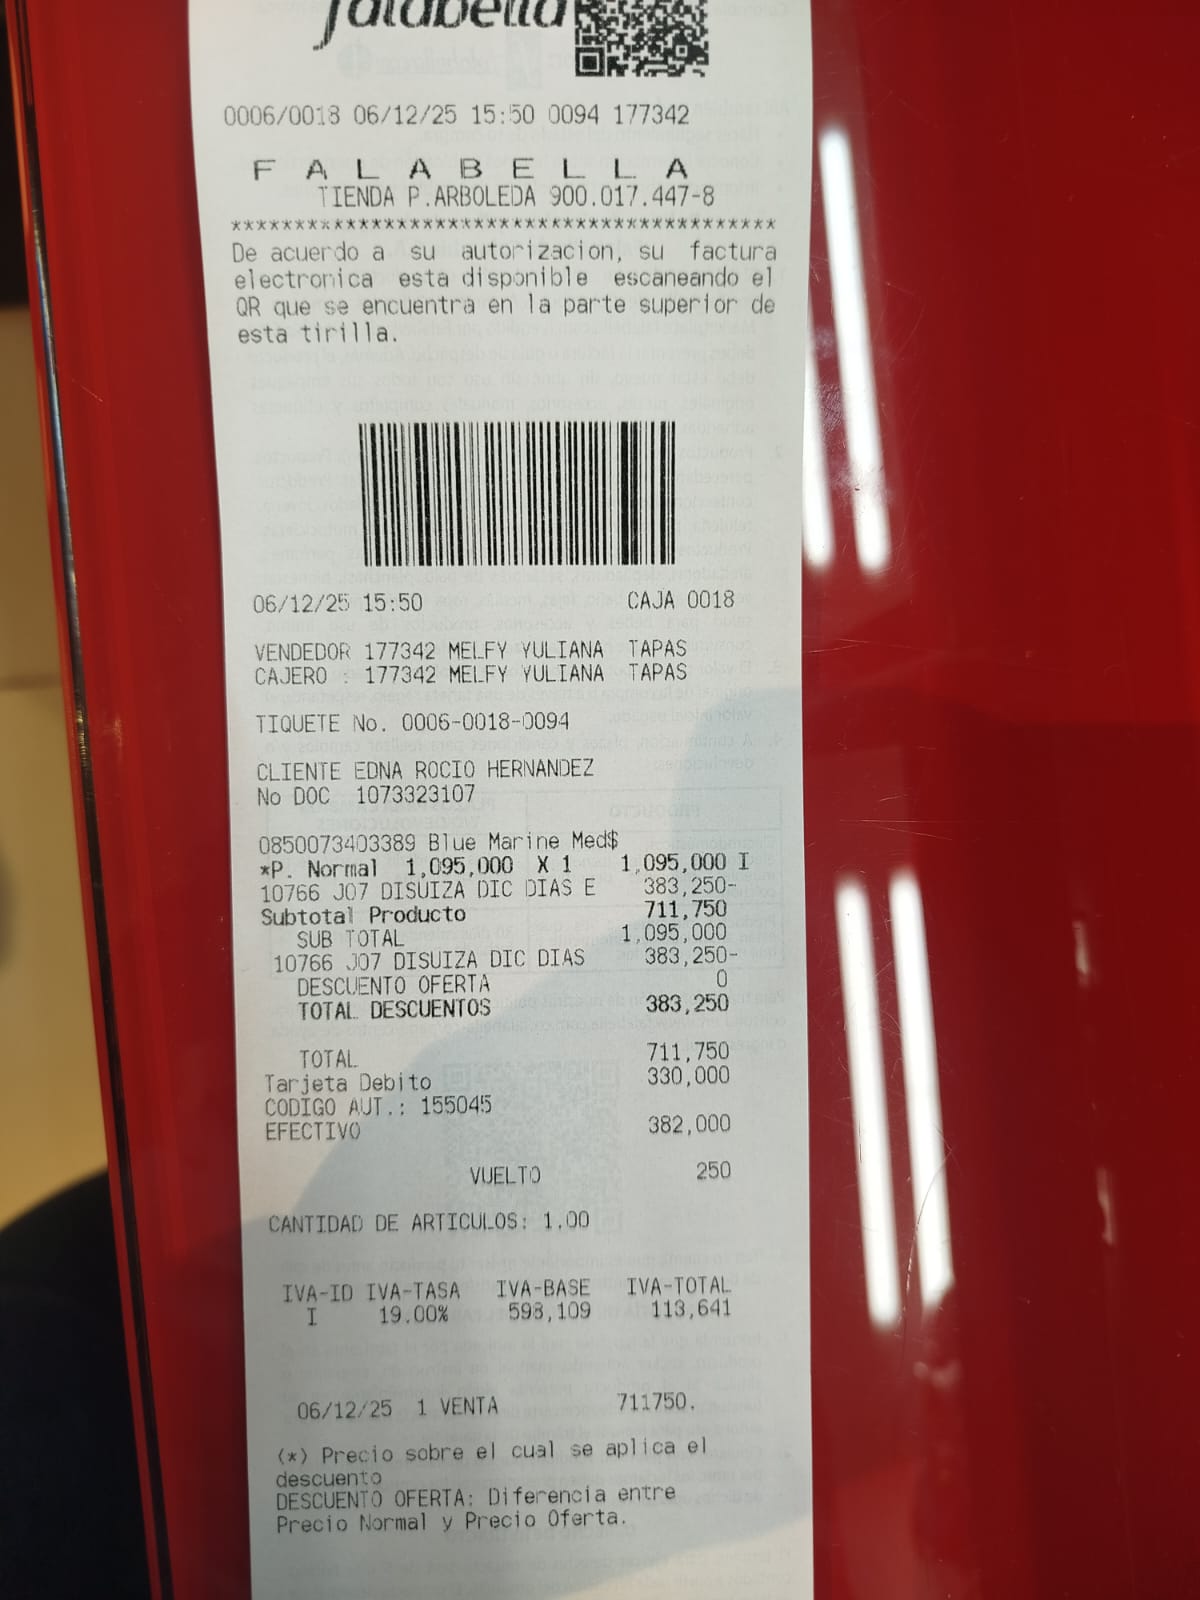 falabella
0006/0018 06/12/25 15:50 0094 177342
F A L A B E L L A
TIENDA P.ARBOLEDA 900.017.447-8
*******************************************
De acuerdo a su autorizacion, su factura
electronica esta disponible escaneando el
QR que se encuentra en la parte superior de
esta tirilla.
06/12/25 15:50 CAJA 0018
VENDEDOR 177342 MELFY YULIANA TAPAS
CAJERO : 177342 MELFY YULIANA TAPAS
TIQUETE No. 0006-0018-0094
CLIENTE EDNA ROCIO HERNANDEZ
No DOC 1073323107
0850073403389 Blue Marine Med$
*P. Normal 1,095,000 X 1 1,095,000 I
10766 J07 DISUIZA DIC DIAS E 383,250-
Subtotal Producto 711,750
SUB TOTAL 1,095,000
10766 J07 DISUIZA DIC DIAS 383,250-
DESCUENTO OFERTA 0
TOTAL DESCUENTOS 383,250
TOTAL 711,750
Tarjeta Debito 330,000
CODIGO AUT.: 155045
EFECTIVO 382,000
VUELTO 250
CANTIDAD DE ARTICULOS: 1.00
IVA-ID IVA-TASA IVA-BASE IVA-TOTAL
I 19.00% 598,109 113,641
06/12/25 1 VENTA 711750.
(*) Precio sobre el cual se aplica el
descuento
DESCUENTO OFERTA: Diferencia entre
Precio Normal y Precio Oferta.